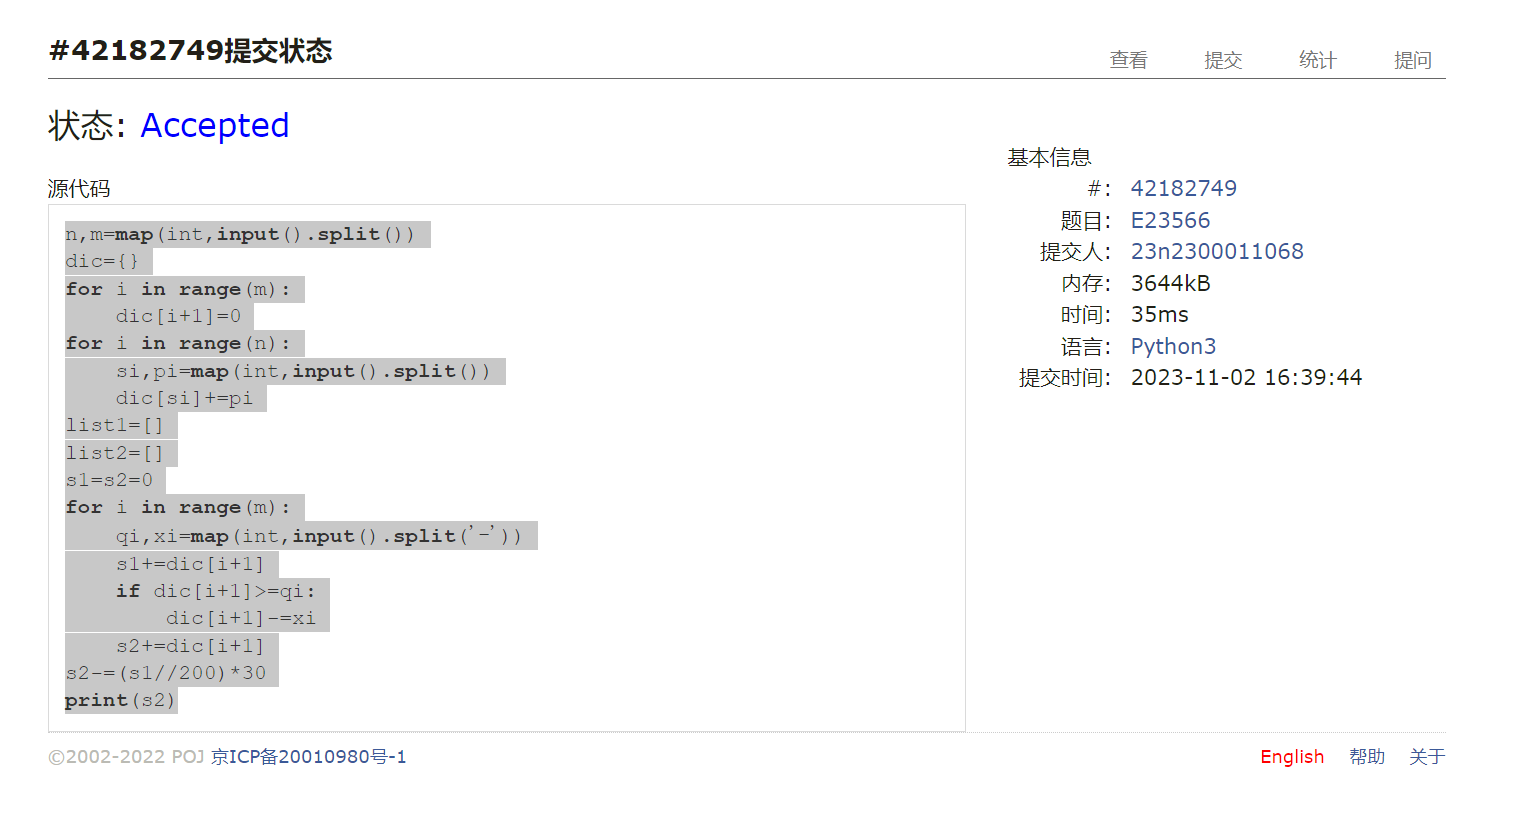 #42182749提交状态
查看 提交 统计 提问
状态: Accepted
源代码
n,m=map(int,input().split())
dic={}
for i in range(m):
    dic[i+1]=0
for i in range(n):
    si,pi=map(int,input().split())
    dic[si]+=pi
list1=[]
list2=[]
s1=s2=0
for i in range(m):
    qi,xi=map(int,input().split('-'))
    s1+=dic[i+1]
    if dic[i+1]>=qi:
        dic[i+1]-=xi
    s2+=dic[i+1]
s2-=(s1//200)*30
print(s2)
基本信息
#: 42182749
题目: E23566
提交人: 23n2300011068
内存: 3644kB
时间: 35ms
语言: Python3
提交时间: 2023-11-02 16:39:44
©2002-2022 POJ 京ICP备20010980号-1
English 帮助 关于